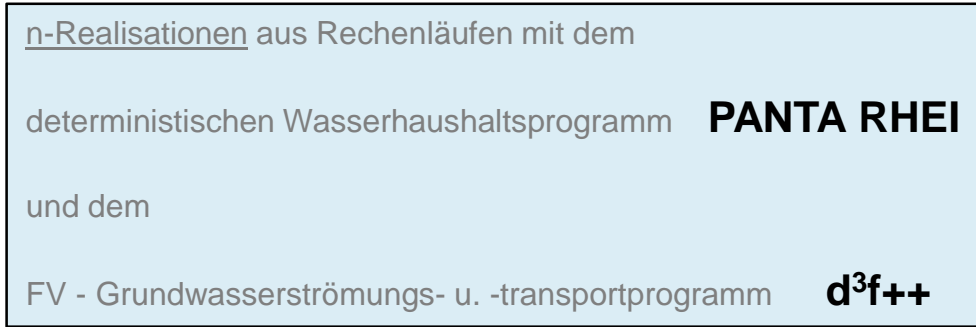 n-Realisationen aus Rechenläufen mit dem
deterministischen Wasserhaushaltsprogramm PANTA RHEI
und dem
FV - Grundwasserströmungs- u. -transportprogramm d³f++